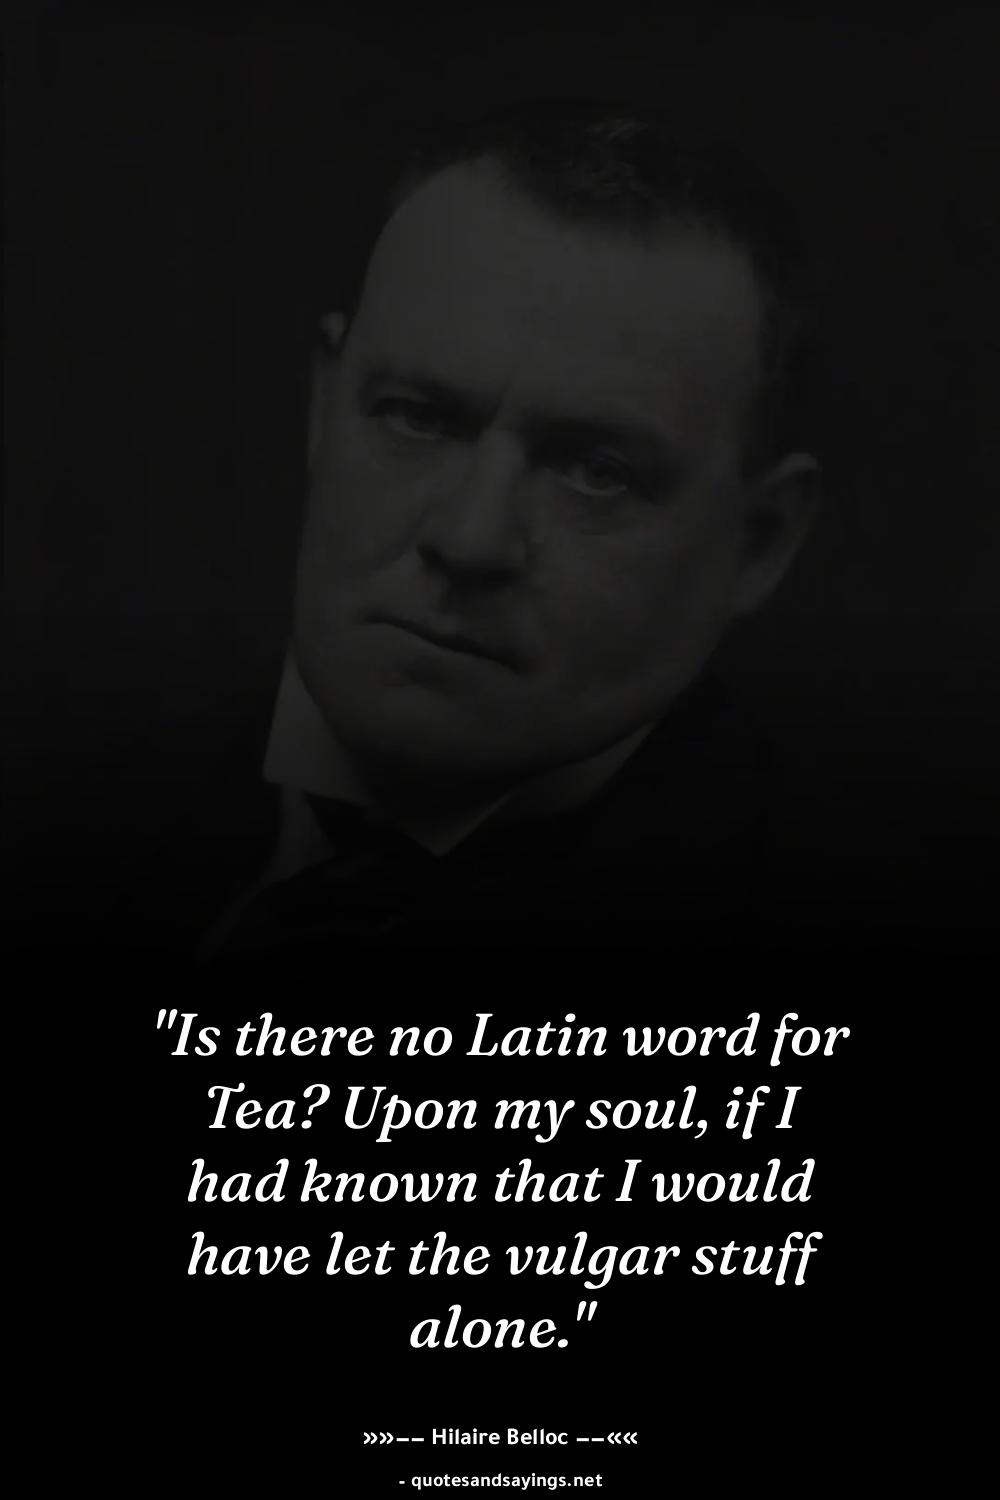 "Is there no Latin word for
Tea? Upon my soul, if I
had known that I would
have let the vulgar stuff
alone."
»»–– Hilaire Belloc ––««
- quotesandsayings.net